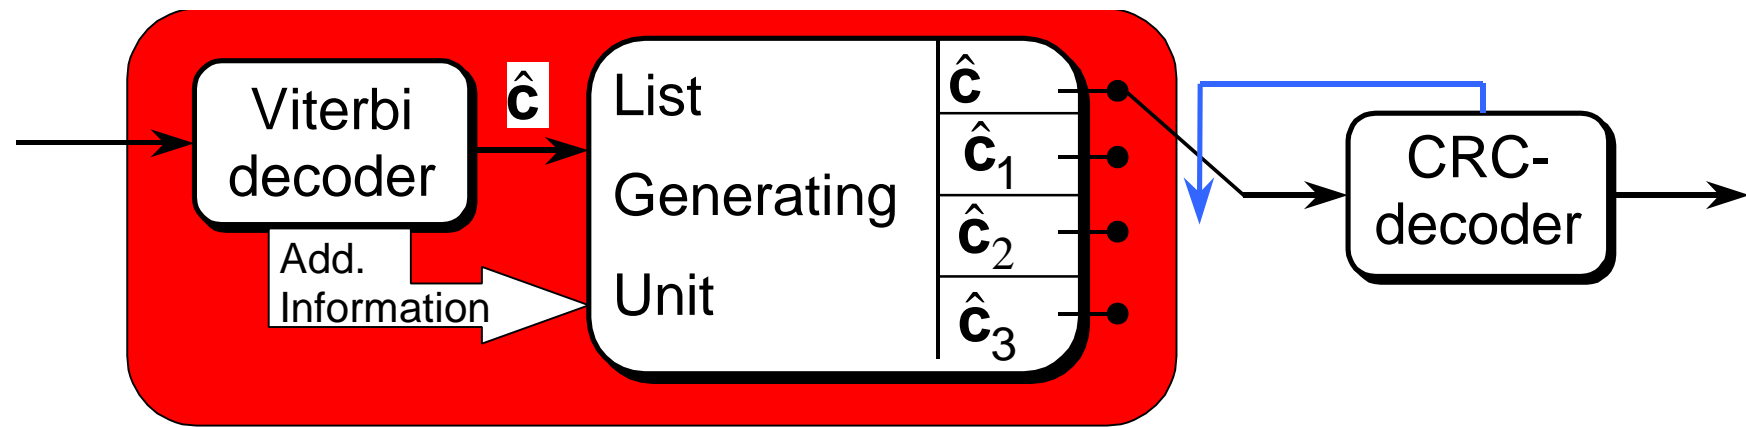 Viterbi
decoder
ĉ
Add.
Information
List
Generating
Unit
ĉ
ĉ₁
ĉ₂
ĉ₃
CRC-
decoder